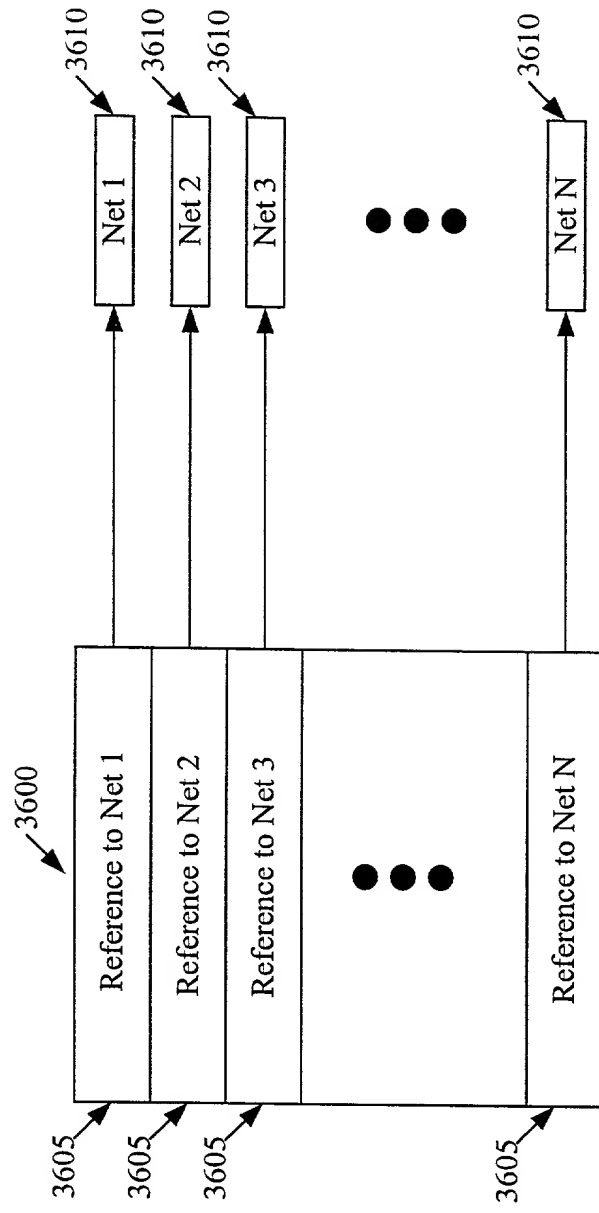 3600
3605
Reference to Net 1
Net 1
3610
3605
Reference to Net 2
Net 2
3610
3605
Reference to Net 3
Net 3
3610
3605
Reference to Net N
Net N
3610